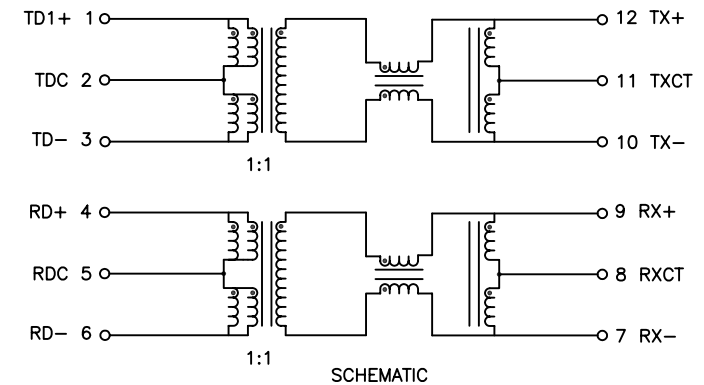 TD1+ 1 12 TX+
TDC 2 11 TXCT
TD− 3 10 TX−
1:1
RD+ 4 9 RX+
RDC 5 8 RXCT
RD− 6 7 RX−
1:1
SCHEMATIC